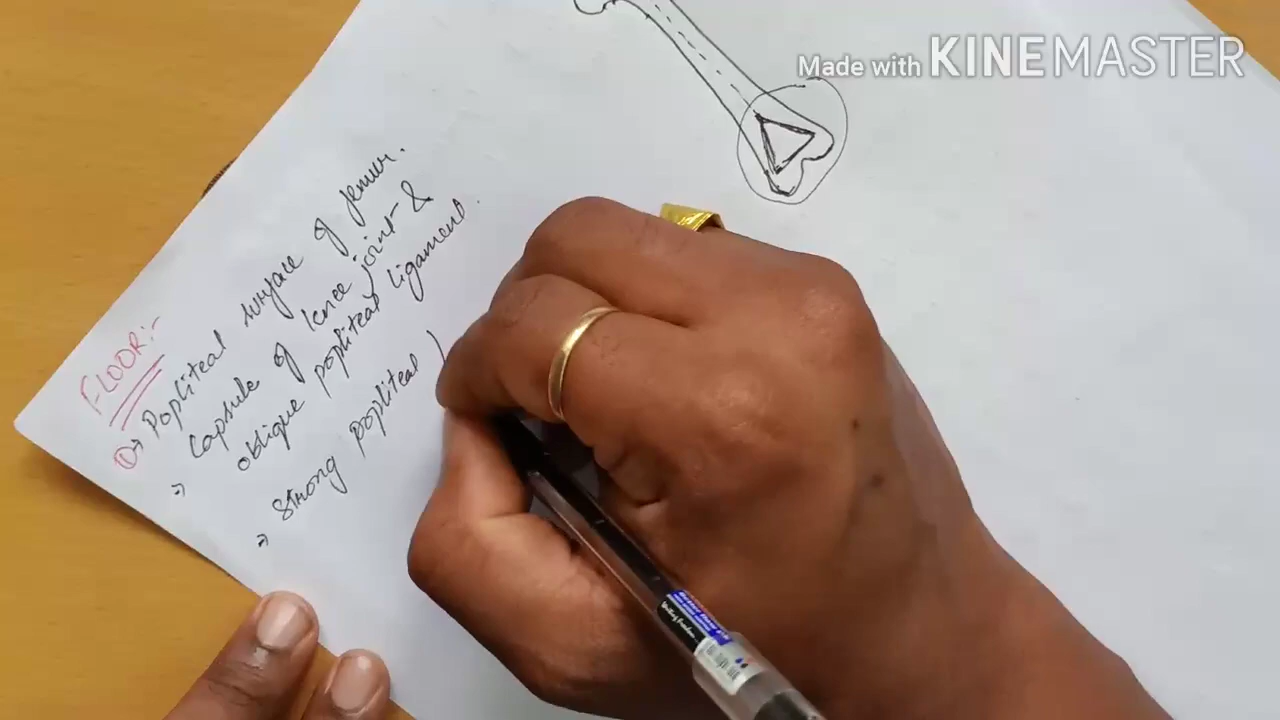 Made with KINEMASTER
FLOOR:-
①→ Popliteal surface of femur.
⇒ Capsule of knee joint &
oblique popliteal ligament.
⇒ Strong popliteal